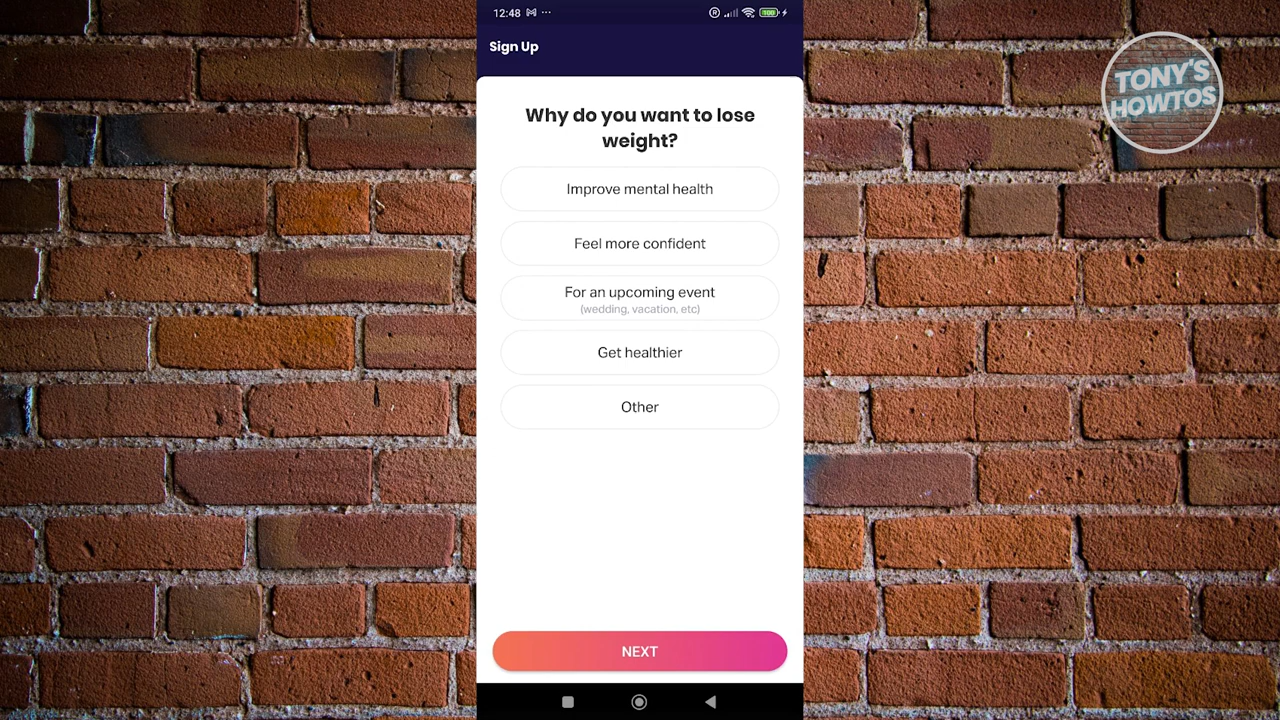 12:48
Sign Up
TONY'S
HOWTOS
Why do you want to lose
weight?
Improve mental health
Feel more confident
For an upcoming event
(wedding, vacation, etc)
Get healthier
Other
NEXT